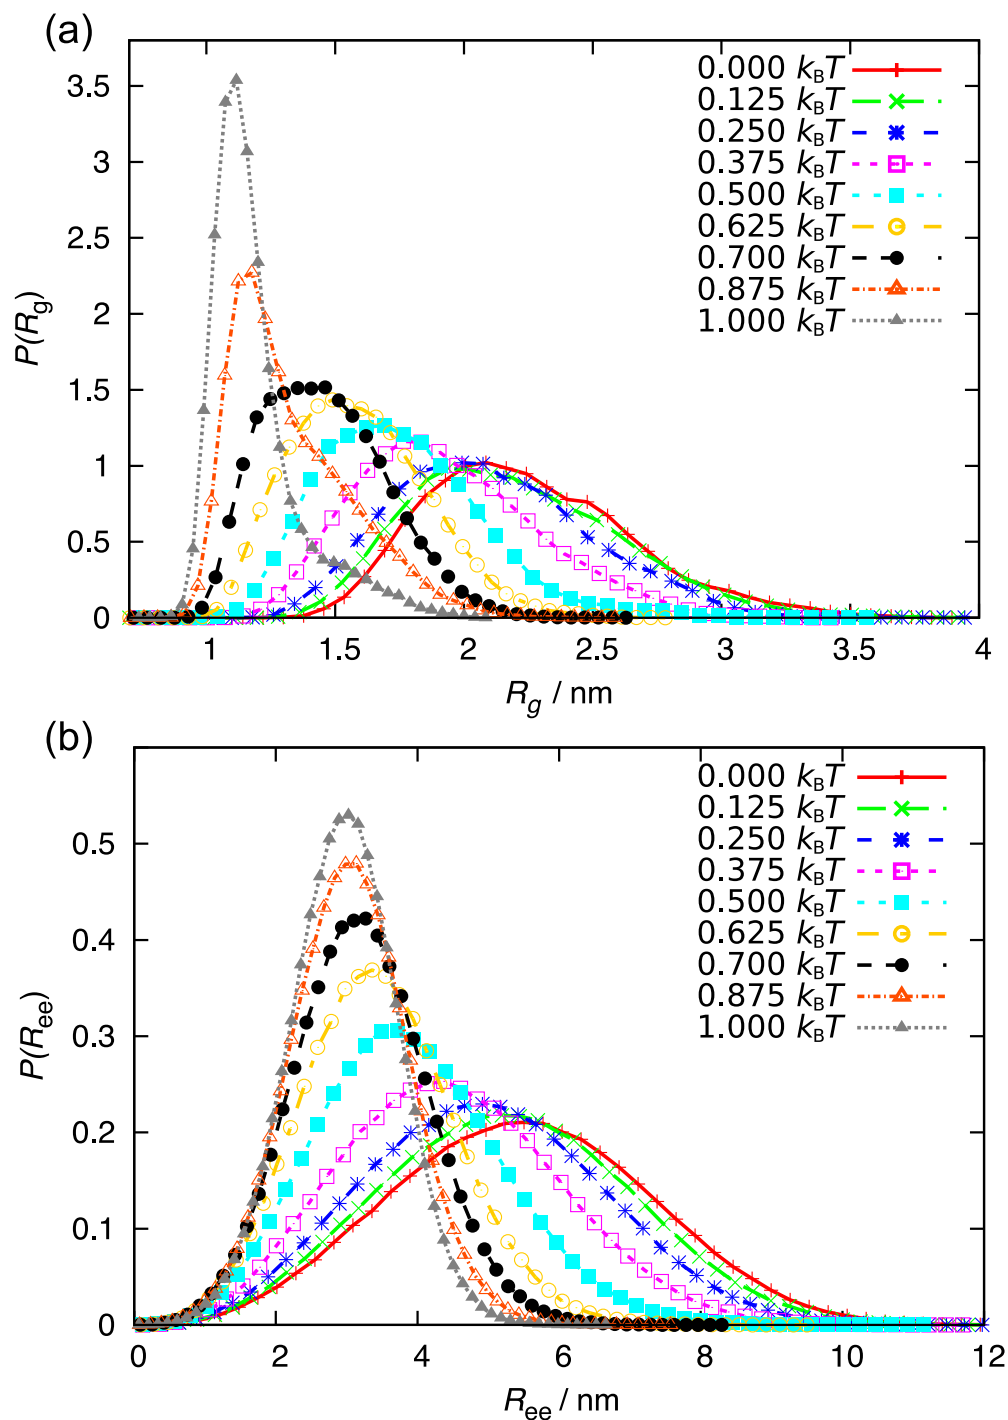 (a)
0.000 kBT
0.125 kBT
0.250 kBT
0.375 kBT
0.500 kBT
0.625 kBT
0.700 kBT
0.875 kBT
1.000 kBT
3.5
3
2.5
2
1.5
1
0.5
0
P(Rg)
1 1.5 2 2.5 3 3.5 4
Rg / nm
(b)
0.000 kBT
0.125 kBT
0.250 kBT
0.375 kBT
0.500 kBT
0.625 kBT
0.700 kBT
0.875 kBT
1.000 kBT
0.5
0.4
0.3
0.2
0.1
0
P(Ree)
0 2 4 6 8 10 12
Ree / nm